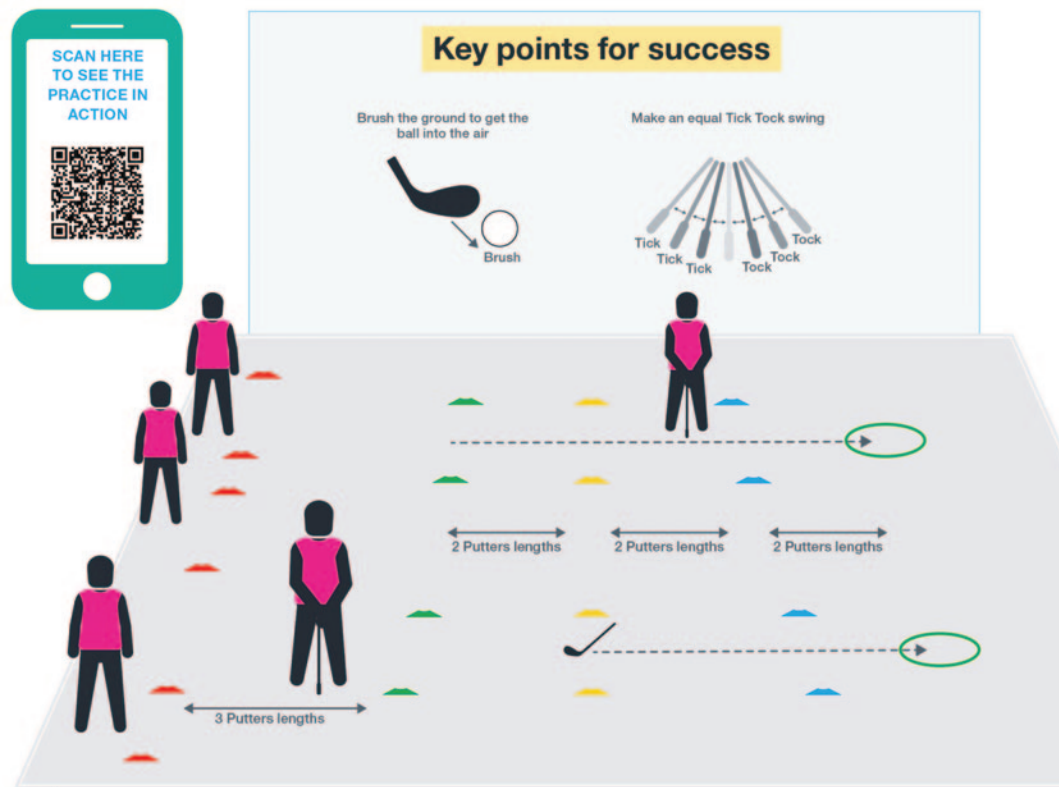 SCAN HERE
TO SEE THE
PRACTICE IN
ACTION
Key points for success
Brush the ground to get the
ball into the air
Brush
Make an equal Tick Tock swing
Tick
Tick
Tick
Tock
Tock
Tock
2 Putters lengths
2 Putters lengths
2 Putters lengths
3 Putters lengths